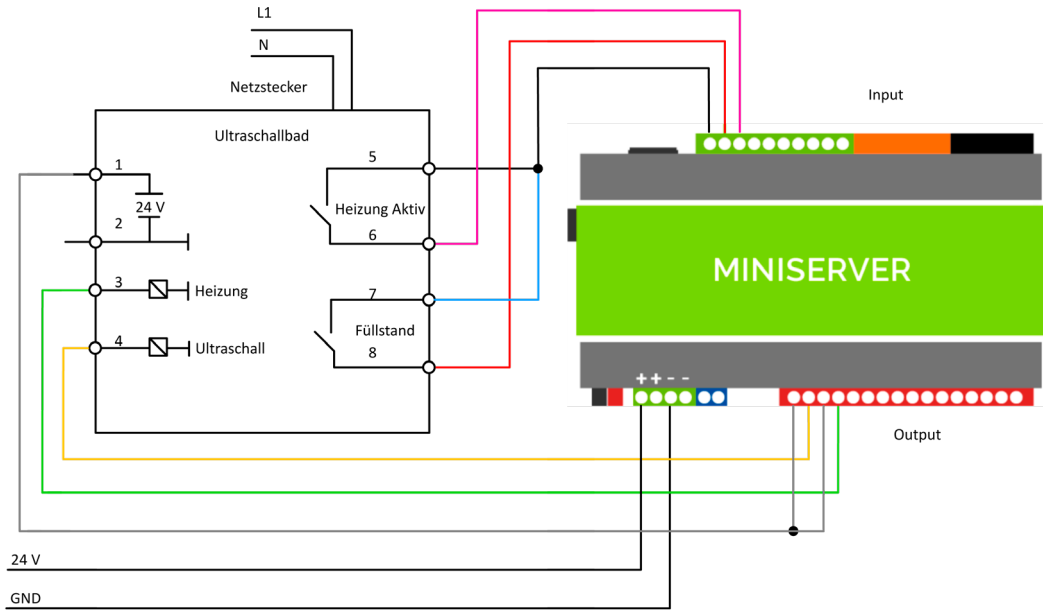 L1
N
Netzstecker
Input
Ultraschallbad
1
5
24 V
Heizung Aktiv
2
6
MINISERVER
3
Heizung
7
Füllstand
4
Ultraschall
8
++--
Output
24 V
GND